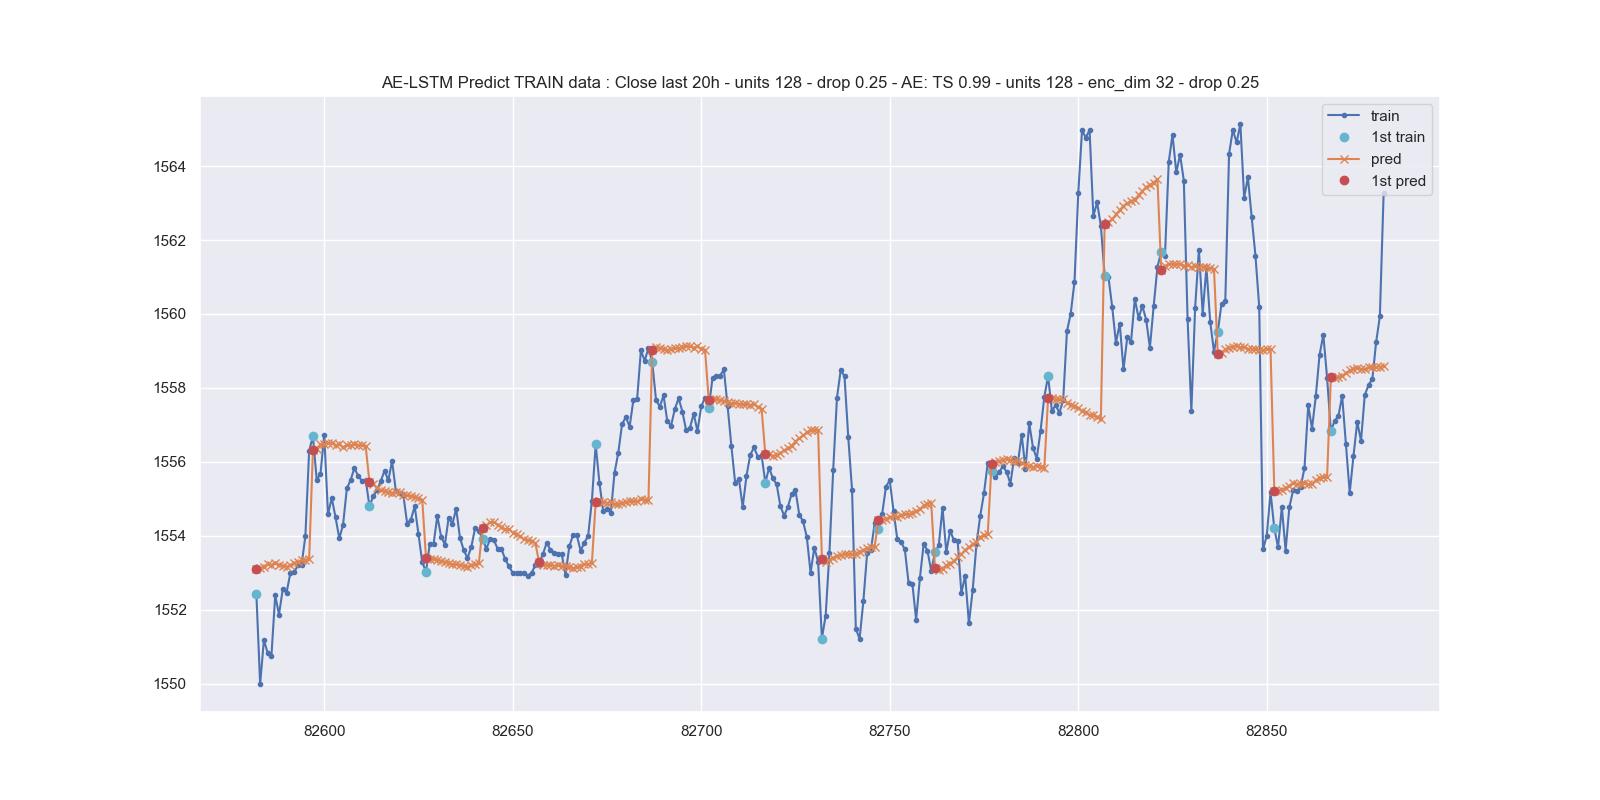 AE-LSTM Predict TRAIN data : Close last 20h - units 128 - drop 0.25 - AE: TS 0.99 - units 128 - enc_dim 32 - drop 0.25
train
1st train
pred
1st pred
1564
1562
1560
1558
1556
1554
1552
1550
82600 82650 82700 82750 82800 82850